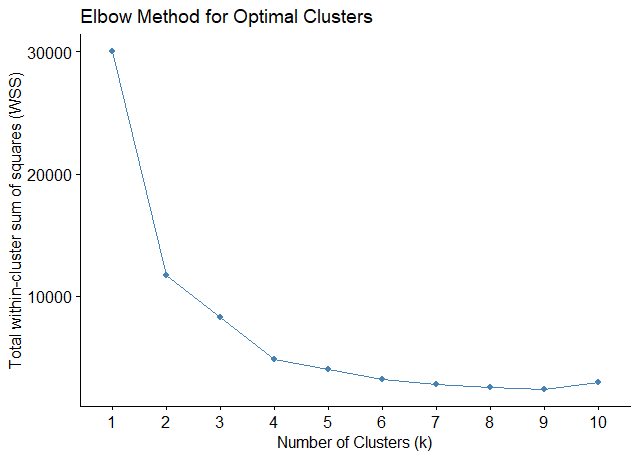 Elbow Method for Optimal Clusters
Total within-cluster sum of squares (WSS)
30000
20000
10000
1 2 3 4 5 6 7 8 9 10
Number of Clusters (k)